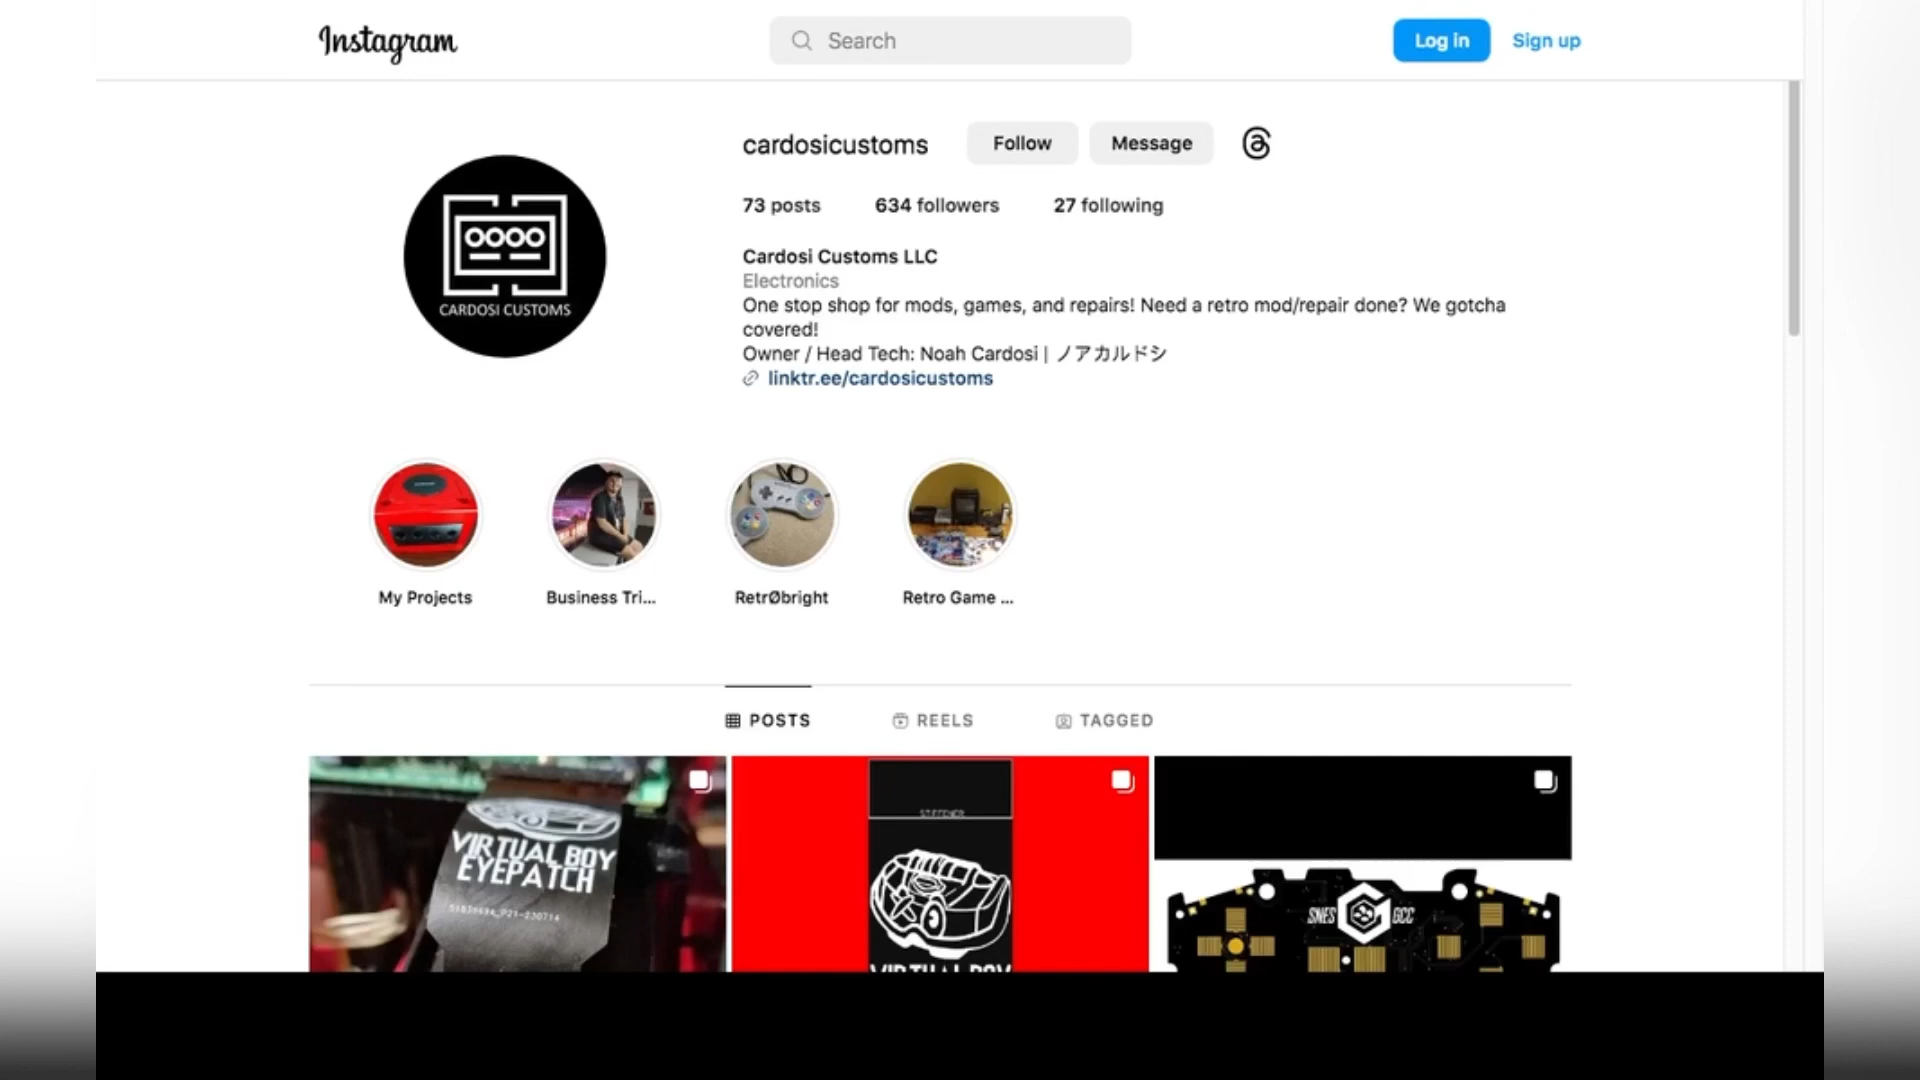 Instagram
Search
Log in
Sign up
cardosicustoms
Follow
Message
73 posts
634 followers
27 following
Cardosi Customs LLC
Electronics
One stop shop for mods, games, and repairs! Need a retro mod/repair done? We gotcha
covered!
Owner / Head Tech: Noah Cardosi | ノアカルドシ
linktr.ee/cardosicustoms
CARDOSI CUSTOMS
My Projects
Business Tri...
RetrØbright
Retro Game ...
POSTS
REELS
TAGGED
VIRTUAL BOY
EYEPATCH
STIFFENER
VIRTUAL BOY
SNES
GCC